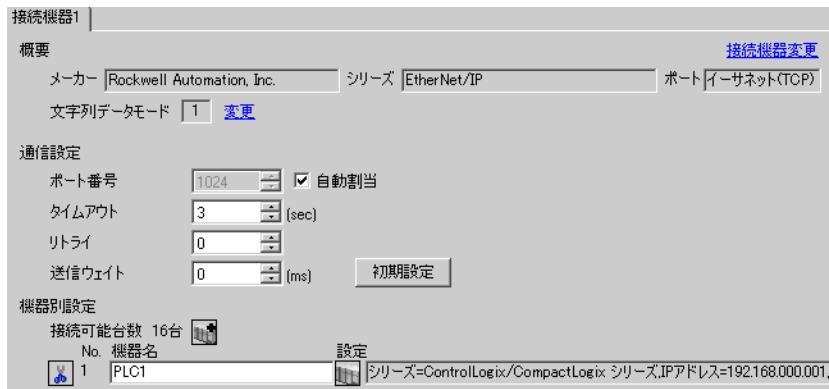 接続機器1
概要
接続機器変更
メーカー Rockwell Automation, Inc. シリーズ EtherNet/IP ポート イーサネット(TCP)
文字列データモード 1 変更
通信設定
ポート番号 1024 自動割当
タイムアウト 3 (sec)
リトライ 0
送信ウェイト 0 (ms) 初期設定
機器別設定
接続可能台数 16台
No. 機器名 設定
1 PLC1 シリーズ=ControlLogix/CompactLogix シリーズ,IPアドレス=192.168.000.001,